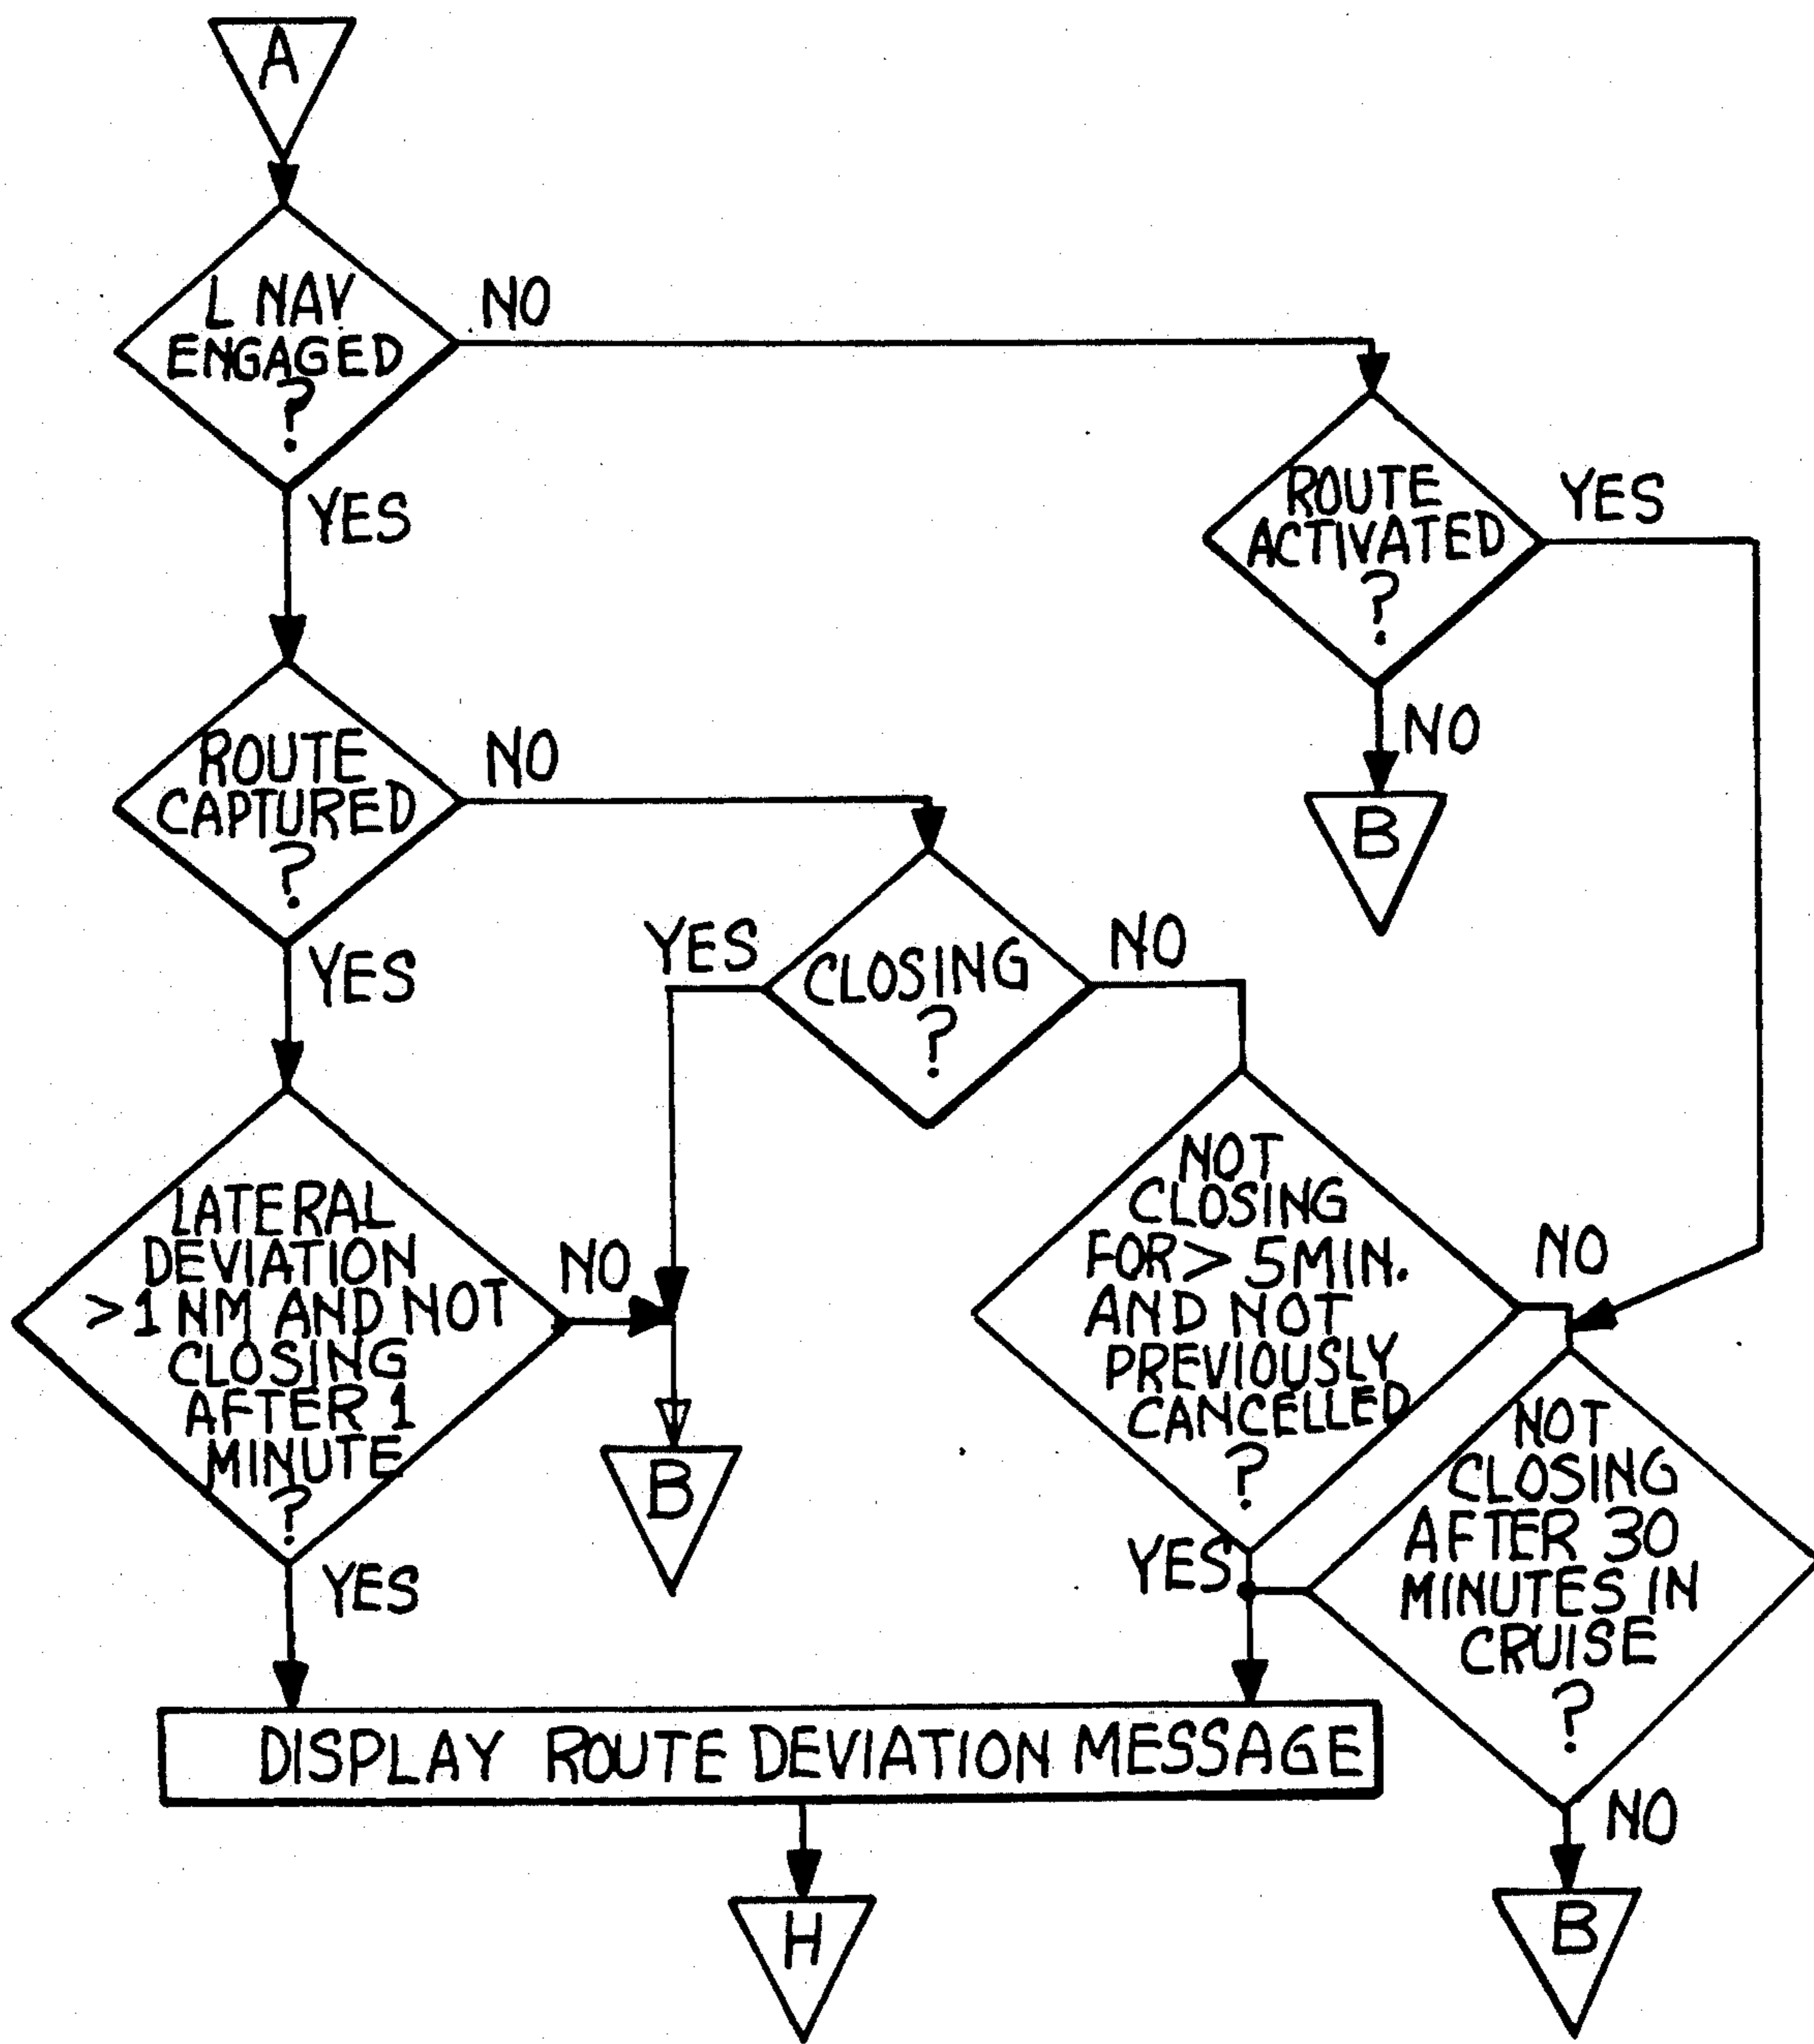 A
L NAV
ENGAGED
?
NO
YES
ROUTE
ACTIVATED
?
YES
NO
B
ROUTE
CAPTURED
?
NO
YES
CLOSING
?
YES
NO
LATERAL
DEVIATION
>1 NM AND NOT
CLOSING
AFTER 1
MINUTE
?
NO
YES
B
NOT
CLOSING
FOR > 5 MIN.
AND NOT
PREVIOUSLY
CANCELLED
?
NO
YES
NOT
CLOSING
AFTER 30
MINUTES IN
CRUISE
?
NO
B
DISPLAY ROUTE DEVIATION MESSAGE
H